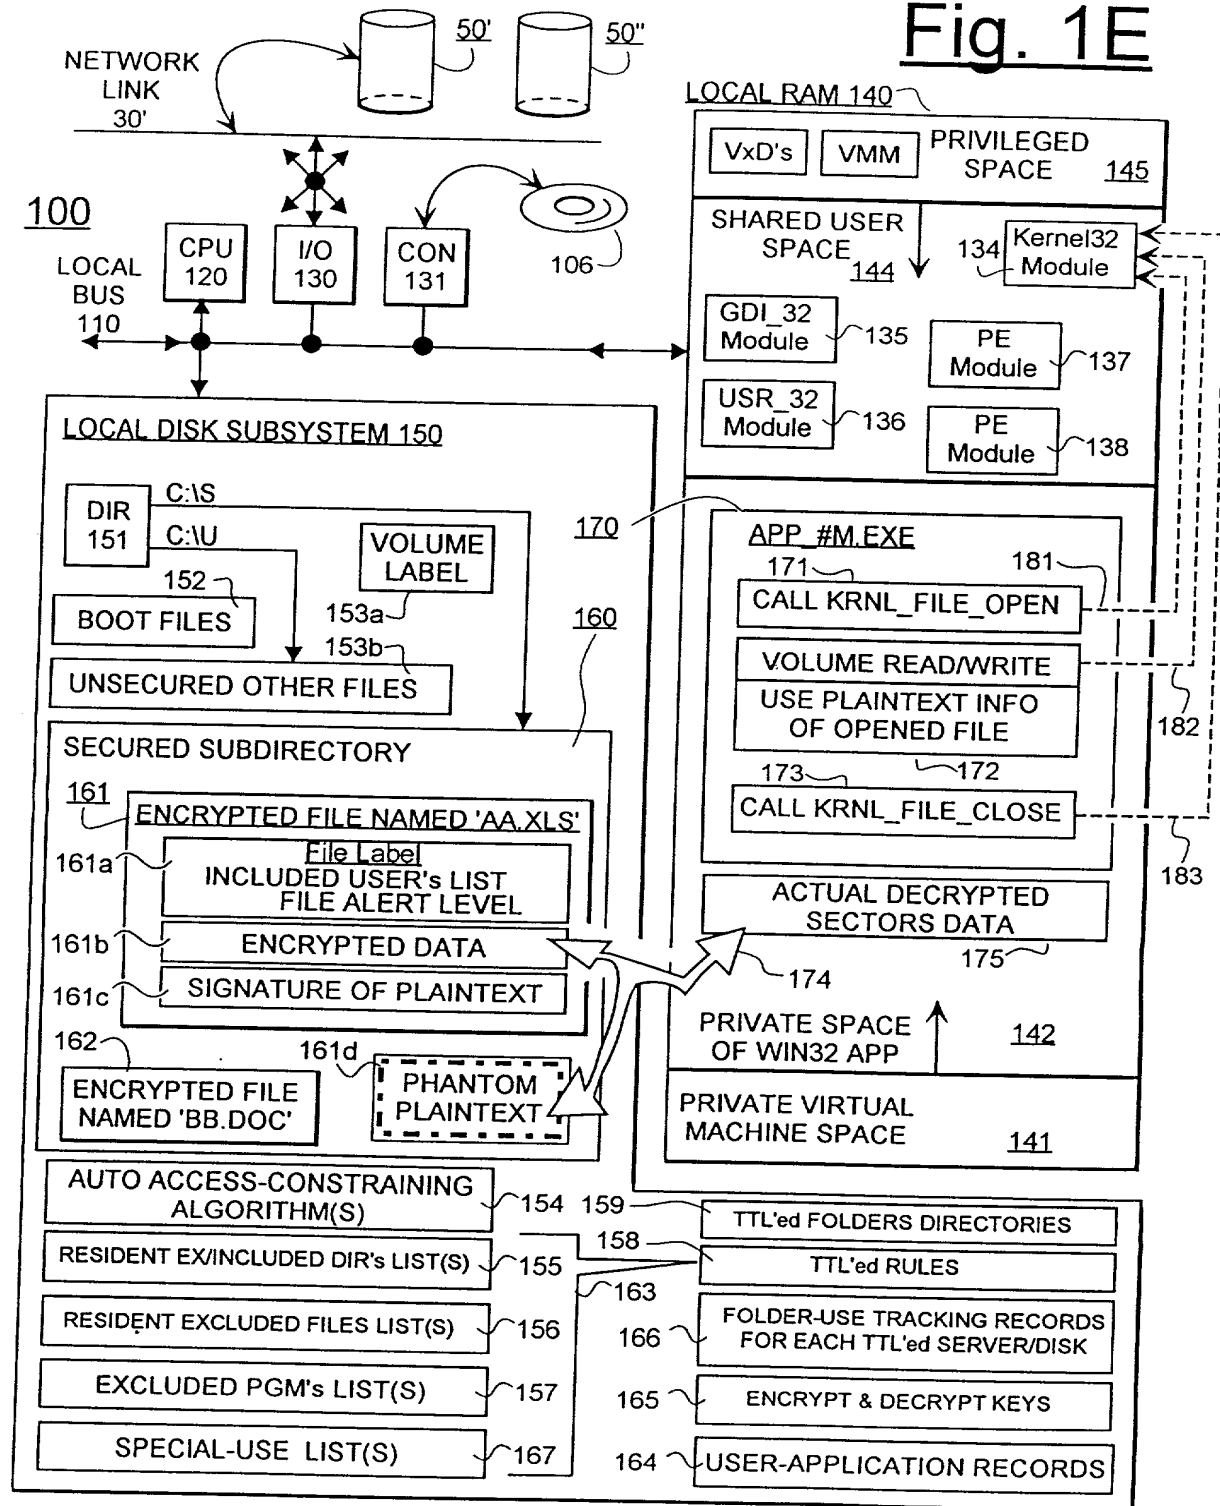 Fig. 1E
50'
50"
NETWORK
LINK
30'
LOCAL RAM 140
VxD's
VMM
PRIVILEGED
SPACE
145
100
CPU
120
I/O
130
CON
131
106
LOCAL
BUS
110
SHARED USER
SPACE
144
134
Kernel32
Module
GDI_32
Module
135
PE
Module
137
USR_32
Module
136
PE
Module
138
LOCAL DISK SUBSYSTEM 150
DIR
151
C:\S
C:\U
VOLUME
LABEL
153a
152
BOOT FILES
153b
UNSECURED OTHER FILES
160
170
APP_#M.EXE
171
181
CALL KRNL_FILE_OPEN
VOLUME READ/WRITE
USE PLAINTEXT INFO
OF OPENED FILE
182
172
173
CALL KRNL_FILE_CLOSE
183
SECURED SUBDIRECTORY
161
ENCRYPTED FILE NAMED 'AA.XLS'
161a
File Label
INCLUDED USER's LIST
FILE ALERT LEVEL
161b
ENCRYPTED DATA
161c
SIGNATURE OF PLAINTEXT
ACTUAL DECRYPTED
SECTORS DATA
175
174
162
ENCRYPTED FILE
NAMED 'BB.DOC'
161d
PHANTOM
PLAINTEXT
PRIVATE SPACE
OF WIN32 APP
142
PRIVATE VIRTUAL
MACHINE SPACE
141
AUTO ACCESS-CONSTRAINING
ALGORITHM(S)
154
RESIDENT EX/INCLUDED DIR's LIST(S)
155
RESIDENT EXCLUDED FILES LIST(S)
156
EXCLUDED PGM's LIST(S)
157
SPECIAL-USE LIST(S)
167
163
159
TTL'ed FOLDERS DIRECTORIES
158
TTL'ed RULES
166
FOLDER-USE TRACKING RECORDS
FOR EACH TTL'ed SERVER/DISK
165
ENCRYPT & DECRYPT KEYS
164
USER-APPLICATION RECORDS